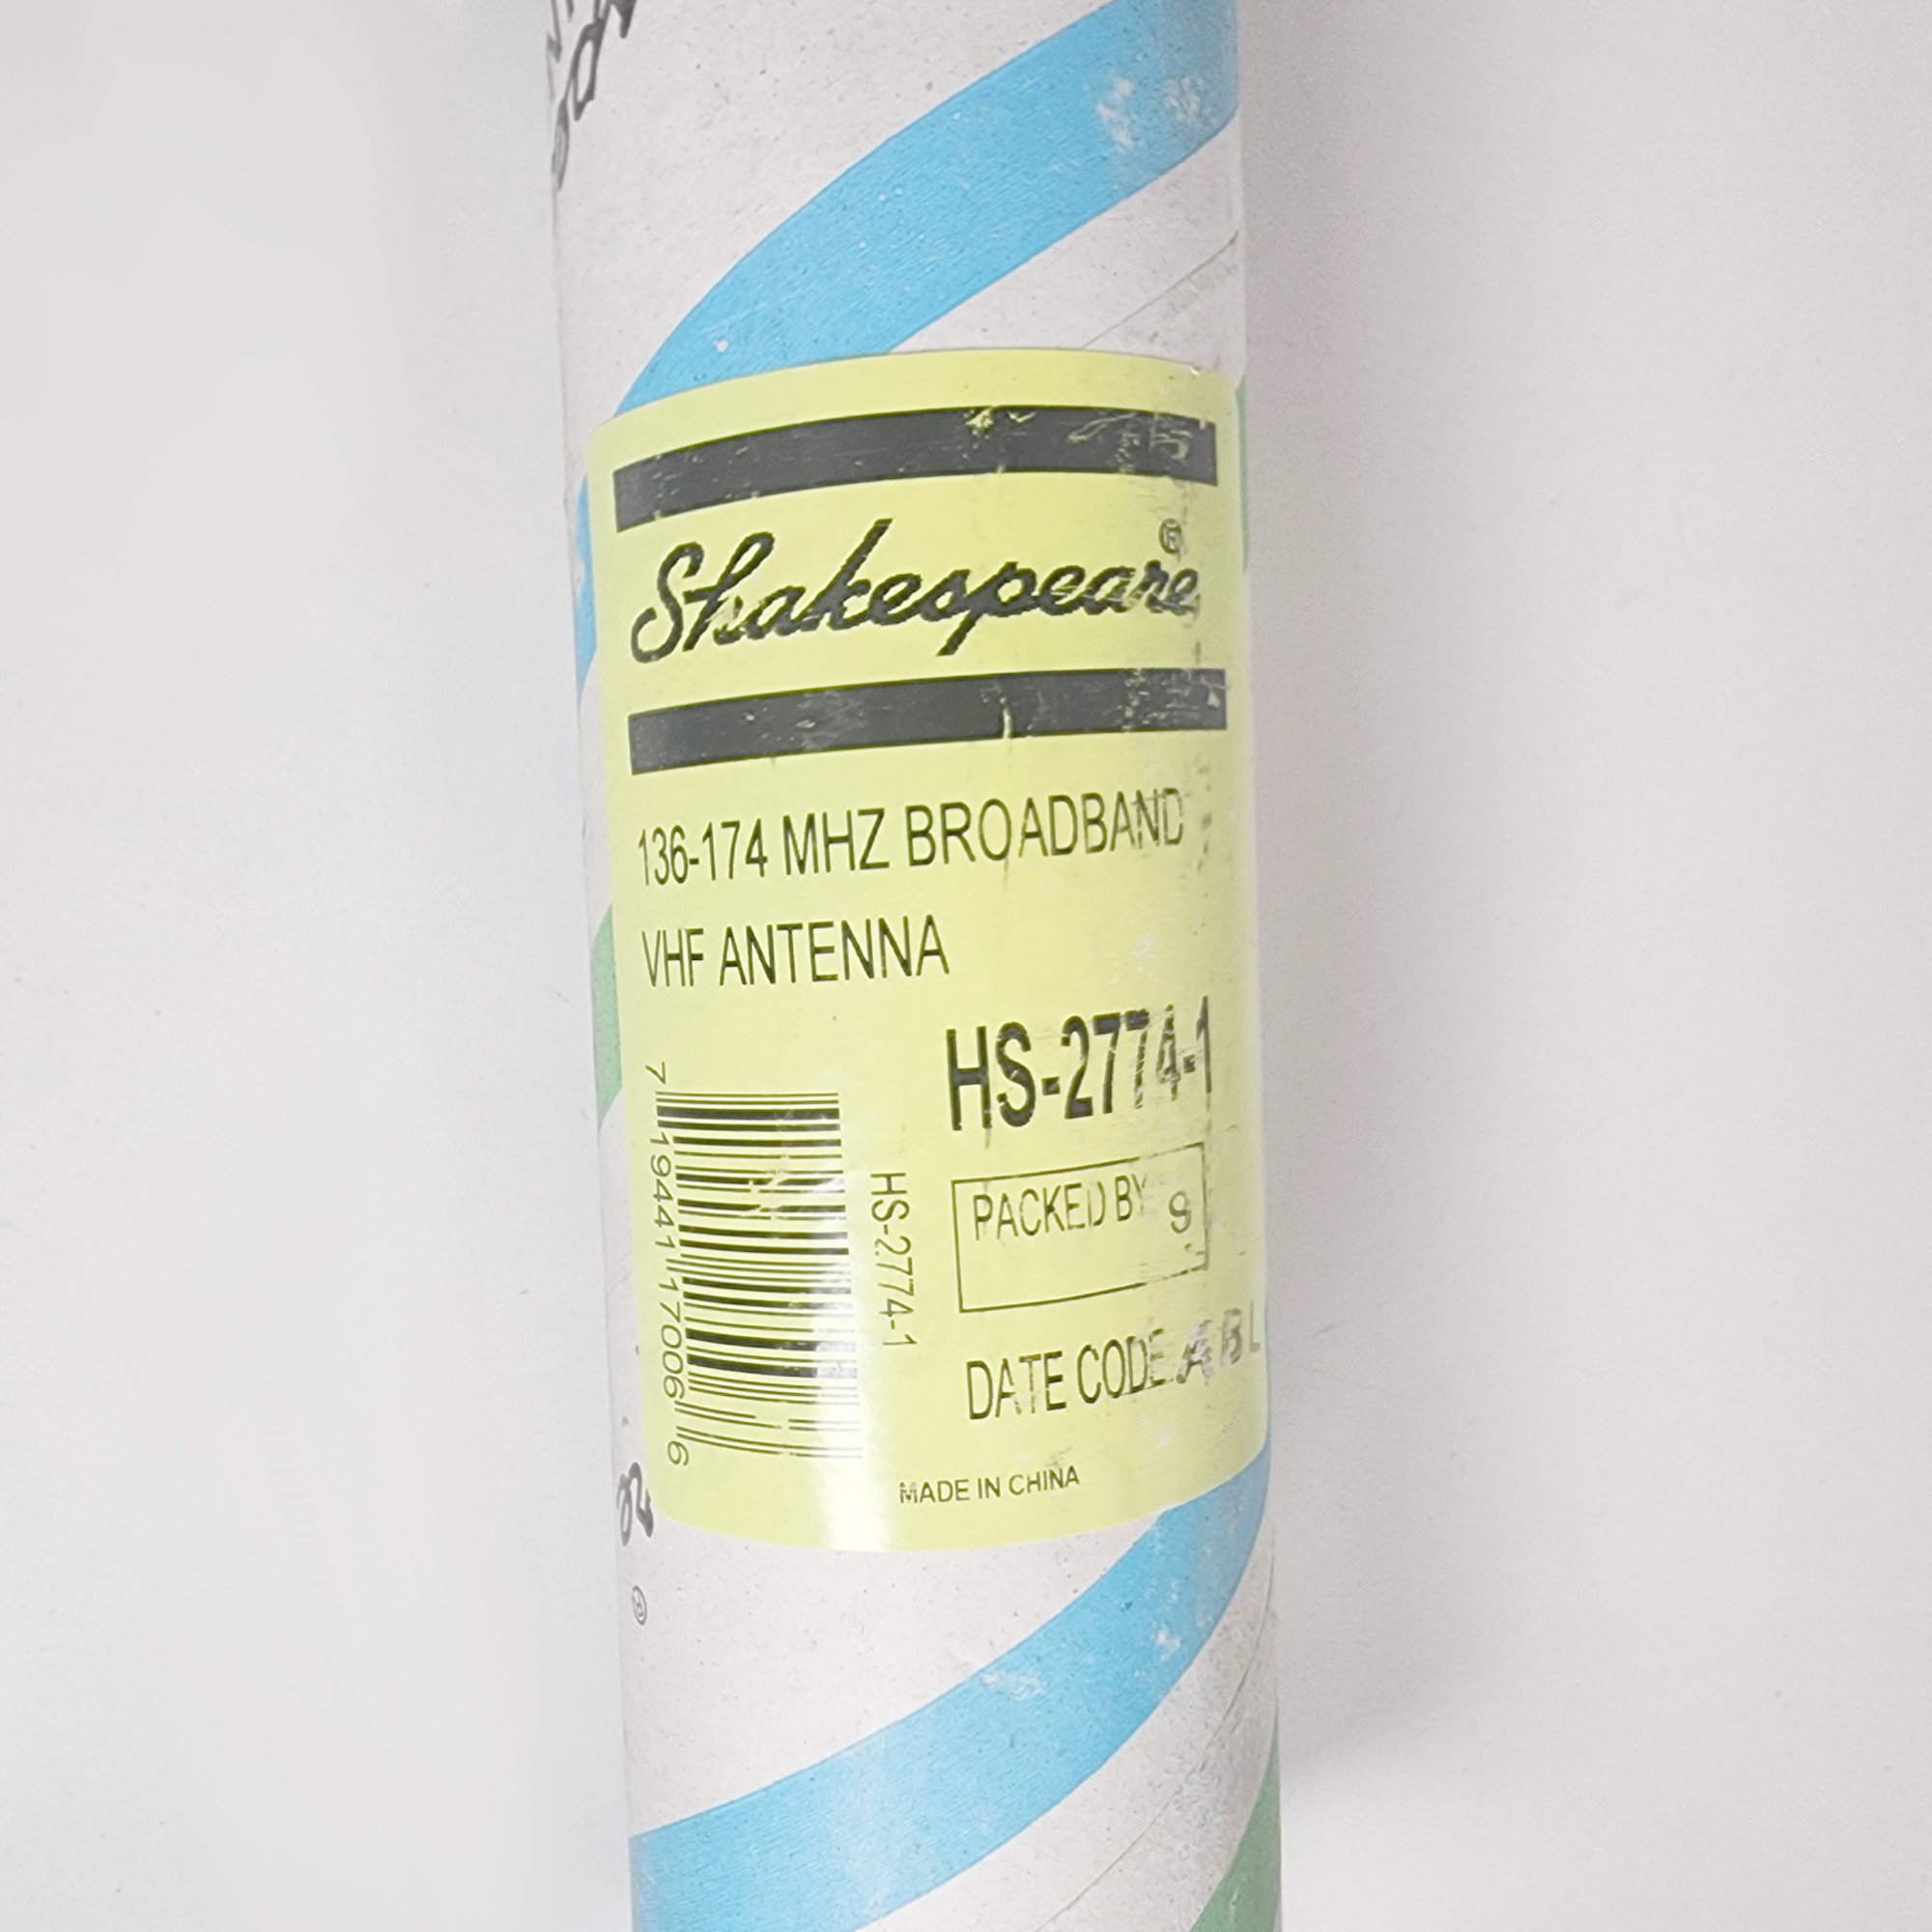 Shakespeare®
136-174 MHZ BROADBAND
VHF ANTENNA
HS-2774-1
7 19441 17006 6
HS-2774-1
PACKED BY 9
DATE CODE ABL
MADE IN CHINA
®